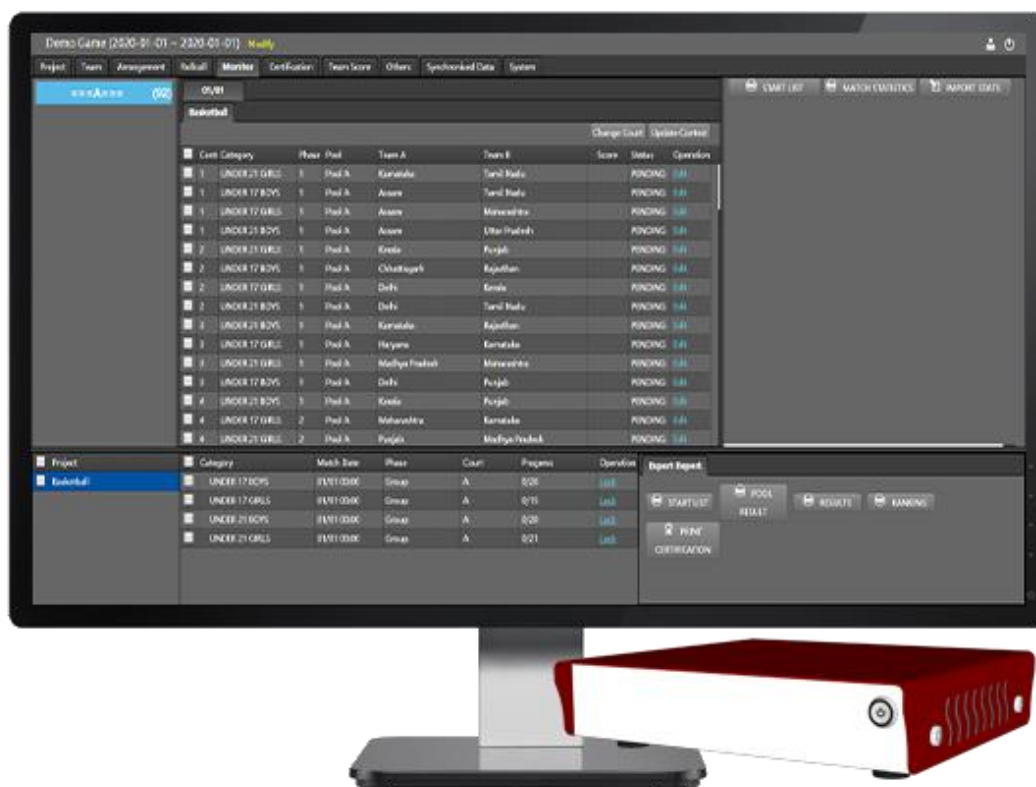 Demo Game (2020-01-01 ~ 2020-01-01) Modify
Project Team Arrangement Rollcall Monitor Certification Team Score Others Synchronised Data System
===A=== (92)
01/01
START LIST MATCH STATISTICS IMPORT STATS
Basketball
Change Court Update Contest
Cont Category Phase Pool Team A Team B Score Status Operation
1 UNDER 21 GIRLS 1 Pool A Karnataka Tamil Nadu PENDING Edit
1 UNDER 17 BOYS 1 Pool A Assam Tamil Nadu PENDING Edit
1 UNDER 17 GIRLS 1 Pool A Assam Maharashtra PENDING Edit
1 UNDER 21 BOYS 1 Pool A Assam Uttar Pradesh PENDING Edit
2 UNDER 21 GIRLS 1 Pool A Kerala Punjab PENDING Edit
2 UNDER 17 BOYS 1 Pool A Chhattisgarh Rajasthan PENDING Edit
2 UNDER 17 GIRLS 1 Pool A Delhi Kerala PENDING Edit
2 UNDER 21 BOYS 1 Pool A Delhi Tamil Nadu PENDING Edit
3 UNDER 21 BOYS 1 Pool A Karnataka Rajasthan PENDING Edit
3 UNDER 17 GIRLS 1 Pool A Haryana Karnataka PENDING Edit
3 UNDER 21 GIRLS 1 Pool A Madhya Pradesh Maharashtra PENDING Edit
3 UNDER 17 BOYS 1 Pool A Delhi Punjab PENDING Edit
4 UNDER 21 BOYS 1 Pool A Kerala Punjab PENDING Edit
4 UNDER 17 GIRLS 2 Pool A Maharashtra Karnataka PENDING Edit
4 UNDER 21 GIRLS 2 Pool A Punjab Madhya Pradesh PENDING Edit
Project
Basketball
Category Match Date Phase Court Progress Operation
UNDER 17 BOYS 01/01 00:00 Group A 0/20 Lock
UNDER 17 GIRLS 01/01 00:00 Group A 0/15 Lock
UNDER 21 BOYS 01/01 00:00 Group A 0/20 Lock
UNDER 21 GIRLS 01/01 00:00 Group A 0/21 Lock
Export Report
STARTLIST POOL RESULT RESULTS RANKING
PRINT CERTIFICATION